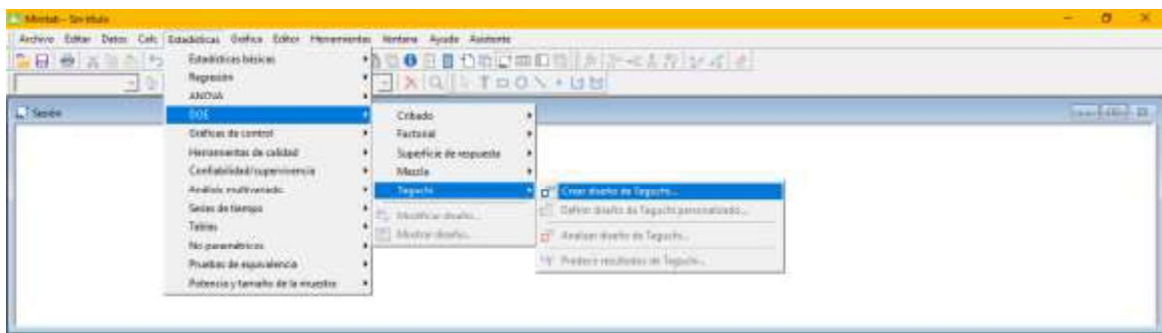 Minitab - Sin título
Archivo Editar Datos Calc Estadísticas Gráfica Editor Herramientas Ventana Ayuda Asistente
Sesión
Estadísticas básicas
Regresión
ANOVA
DOE
Gráficas de control
Herramientas de calidad
Confiabilidad/supervivencia
Análisis multivariado
Series de tiempo
Tablas
No paramétricos
Pruebas de equivalencia
Potencia y tamaño de la muestra
Cribado
Factorial
Superficie de respuesta
Mezcla
Taguchi
Modificar diseño...
Mostrar diseño...
Crear diseño de Taguchi...
Definir diseño de Taguchi personalizado...
Analizar diseño de Taguchi...
Predecir resultados de Taguchi...